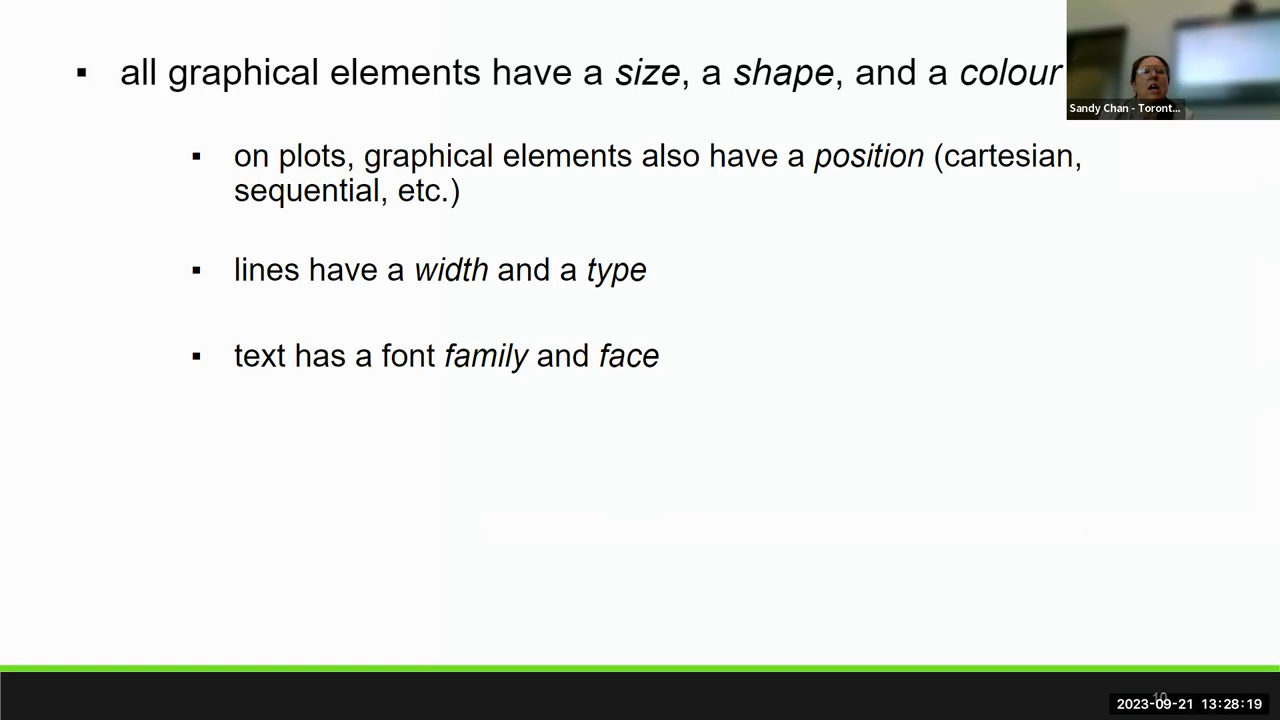 ▪ all graphical elements have a size, a shape, and a colour
▪ on plots, graphical elements also have a position (cartesian,
sequential, etc.)
▪ lines have a width and a type
▪ text has a font family and face
Sandy Chan - Toront...
10
2023-09-21 13:28:19